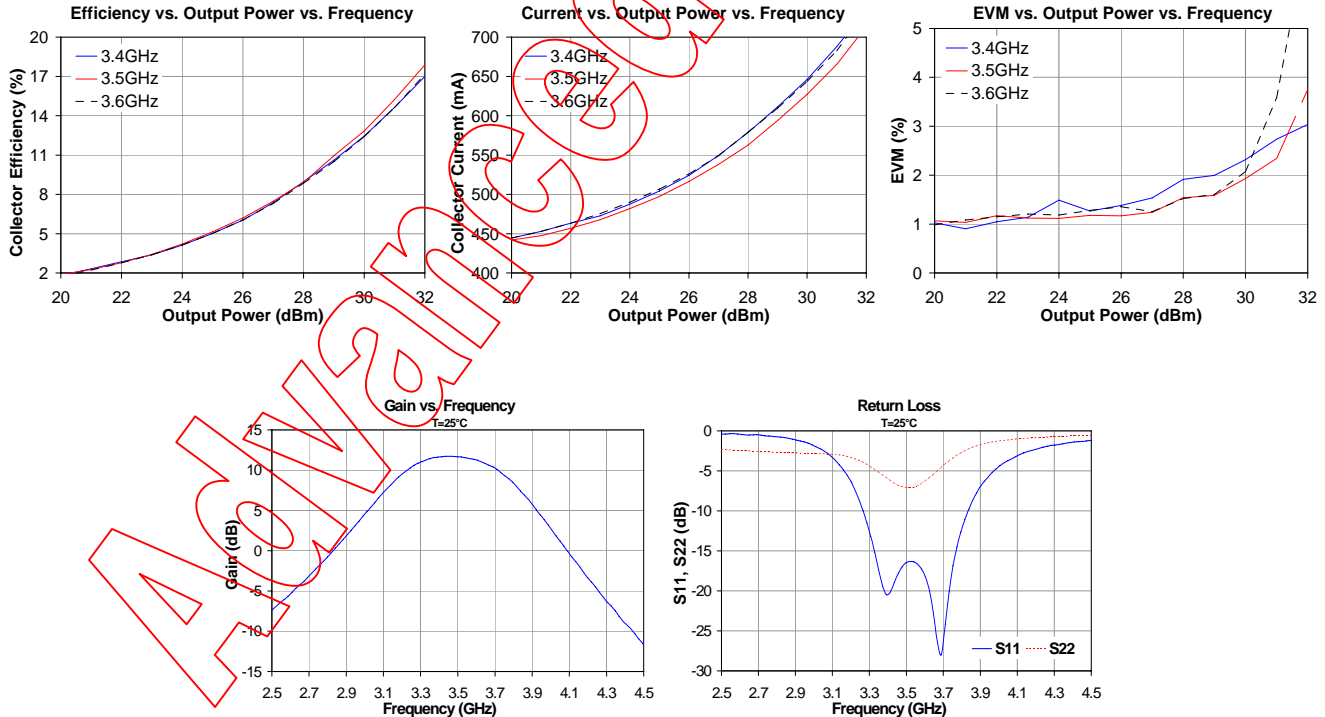 Efficiency vs. Output Power vs. Frequency
20
17
14
11
8
5
2
Collector Efficiency (%)
3.4GHz
3.5GHz
3.6GHz
20 22 24 26 28 30 32
Output Power (dBm)
Current vs. Output Power vs. Frequency
700
650
600
550
500
450
400
Collector Current (mA)
3.4GHz
3.5GHz
3.6GHz
20 22 24 26 28 30 32
Output Power (dBm)
EVM vs. Output Power vs. Frequency
5
4
3
2
1
0
EVM (%)
3.4GHz
3.5GHz
3.6GHz
20 22 24 26 28 30 32
Output Power (dBm)
Gain vs. Frequency
T=25°C
15
10
5
0
-5
-10
-15
Gain (dB)
2.5 2.7 2.9 3.1 3.3 3.5 3.7 3.9 4.1 4.3 4.5
Frequency (GHz)
Return Loss
T=25°C
0
-5
-10
-15
-20
-25
-30
S11, S22 (dB)
S11 S22
2.5 2.7 2.9 3.1 3.3 3.5 3.7 3.9 4.1 4.3 4.5
Frequency (GHz)
Advanced